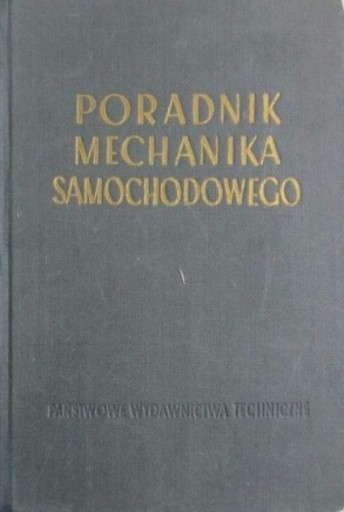 PORADNIK
MECHANIKA
SAMOCHODOWEGO
PAŃSTWOWE WYDAWNICTWA TECHNICZNE